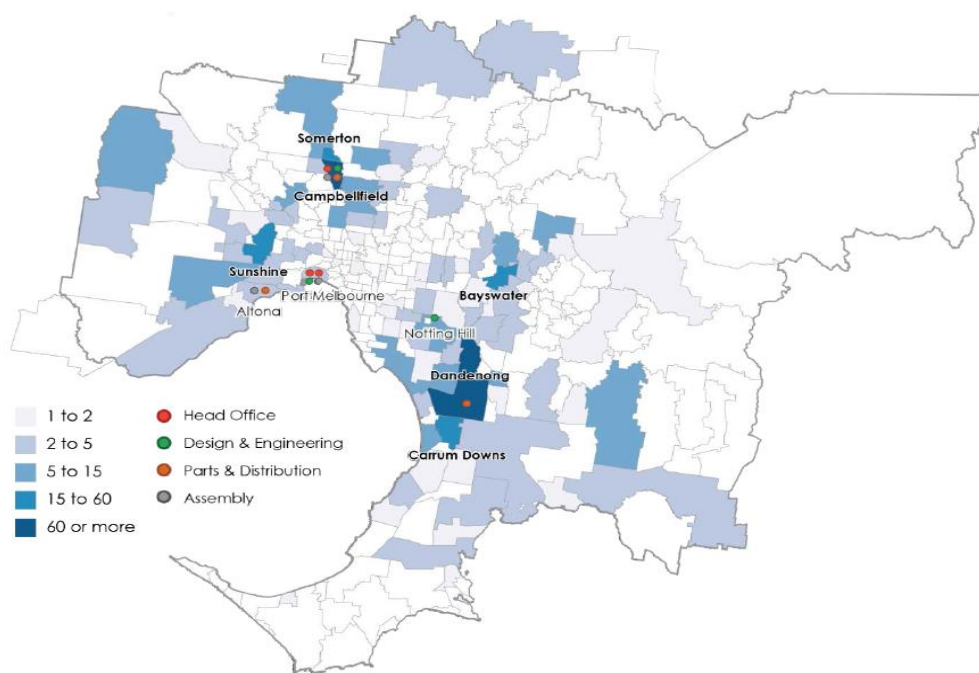 Somerton
Campbellfield
Sunshine
Port Melbourne
Altona
Bayswater
Notting Hill
Dandenong
Carrum Downs
1 to 2
2 to 5
5 to 15
15 to 60
60 or more
Head Office
Design & Engineering
Parts & Distribution
Assembly